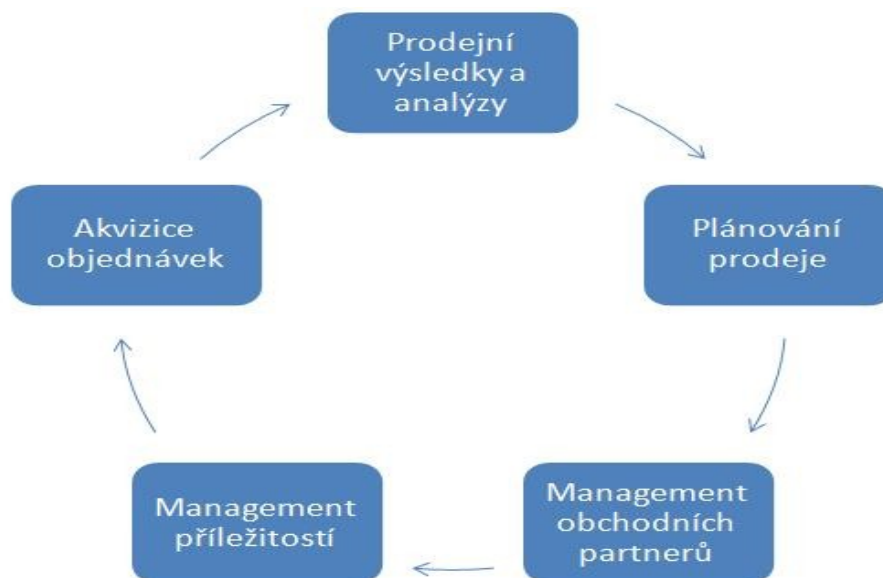 Prodejní
výsledky a
analýzy
Plánování
prodeje
Management
obchodních
partnerů
Management
příležitostí
Akvizice
objednávek